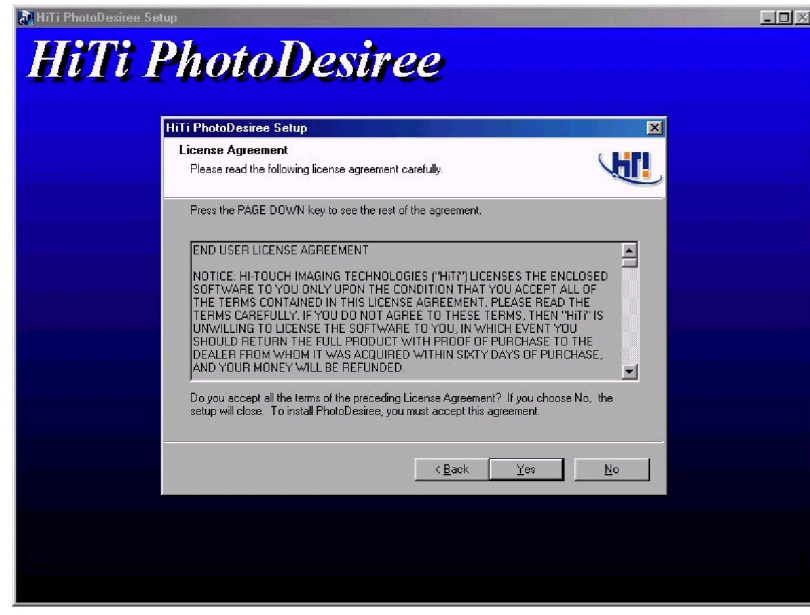 HiTi PhotoDesiree Setup
HiTi PhotoDesiree
HiTi PhotoDesiree Setup
License Agreement
Please read the following license agreement carefully.
HiTi!
Press the PAGE DOWN key to see the rest of the agreement.
END USER LICENSE AGREEMENT
NOTICE: HI-TOUCH IMAGING TECHNOLOGIES ("HiTi") LICENSES THE ENCLOSED
SOFTWARE TO YOU ONLY UPON THE CONDITION THAT YOU ACCEPT ALL OF
THE TERMS CONTAINED IN THIS LICENSE AGREEMENT. PLEASE READ THE
TERMS CAREFULLY. IF YOU DO NOT AGREE TO THESE TERMS, THEN "HiTi" IS
UNWILLING TO LICENSE THE SOFTWARE TO YOU, IN WHICH EVENT YOU
SHOULD RETURN THE FULL PRODUCT WITH PROOF OF PURCHASE TO THE
DEALER FROM WHOM IT WAS ACQUIRED WITHIN SIXTY DAYS OF PURCHASE,
AND YOUR MONEY WILL BE REFUNDED.
Do you accept all the terms of the preceding License Agreement? If you choose No, the
setup will close. To install PhotoDesiree, you must accept this agreement.
< Back
Yes
No